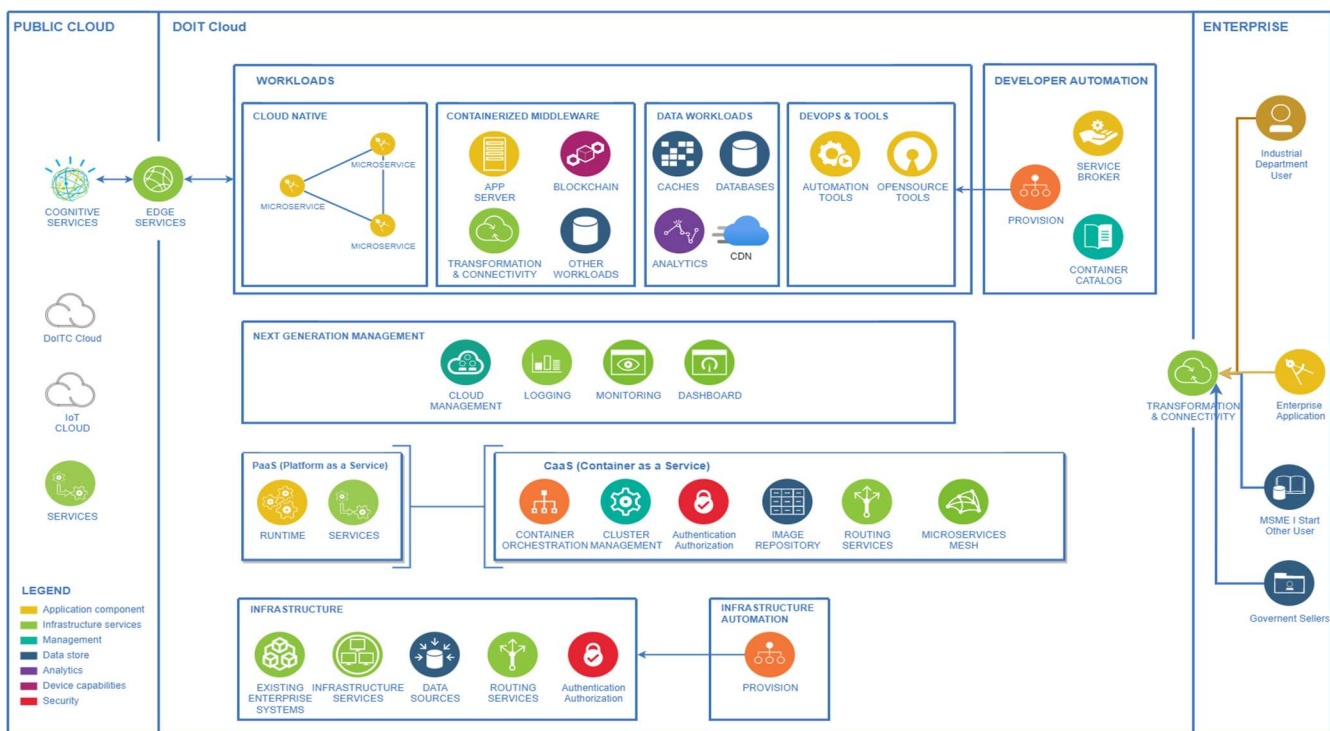 PUBLIC CLOUD
DOIT Cloud
ENTERPRISE
WORKLOADS
DEVELOPER AUTOMATION
CLOUD NATIVE
MICROSERVICE
MICROSERVICE
MICROSERVICE
CONTAINERIZED MIDDLEWARE
APP
SERVER
BLOCKCHAIN
TRANSFORMATION
& CONNECTIVITY
OTHER
WORKLOADS
DATA WORKLOADS
CACHES
DATABASES
ANALYTICS
CDN
DEVOPS & TOOLS
AUTOMATION
TOOLS
OPENSOURCE
TOOLS
SERVICE
BROKER
PROVISION
CONTAINER
CATALOG
COGNITIVE
SERVICES
EDGE
SERVICES
DoITC Cloud
IoT
CLOUD
SERVICES
NEXT GENERATION MANAGEMENT
CLOUD
MANAGEMENT
LOGGING
MONITORING
DASHBOARD
PaaS (Platform as a Service)
RUNTIME
SERVICES
CaaS (Container as a Service)
CONTAINER
ORCHESTRATION
CLUSTER
MANAGEMENT
Authentication
Authorization
IMAGE
REPOSITORY
ROUTING
SERVICES
MICROSERVICES
MESH
INFRASTRUCTURE
EXISTING
ENTERPRISE
SYSTEMS
INFRASTRUCTURE
SERVICES
DATA
SOURCES
ROUTING
SERVICES
Authentication
Authorization
INFRASTRUCTURE
AUTOMATION
PROVISION
Industrial
Department
User
TRANSFORMATION
& CONNECTIVITY
Enterprise
Application
MSME I Start
Other User
Governent Sellers
LEGEND
Application component
Infrastructure services
Management
Data store
Analytics
Device capabilities
Security